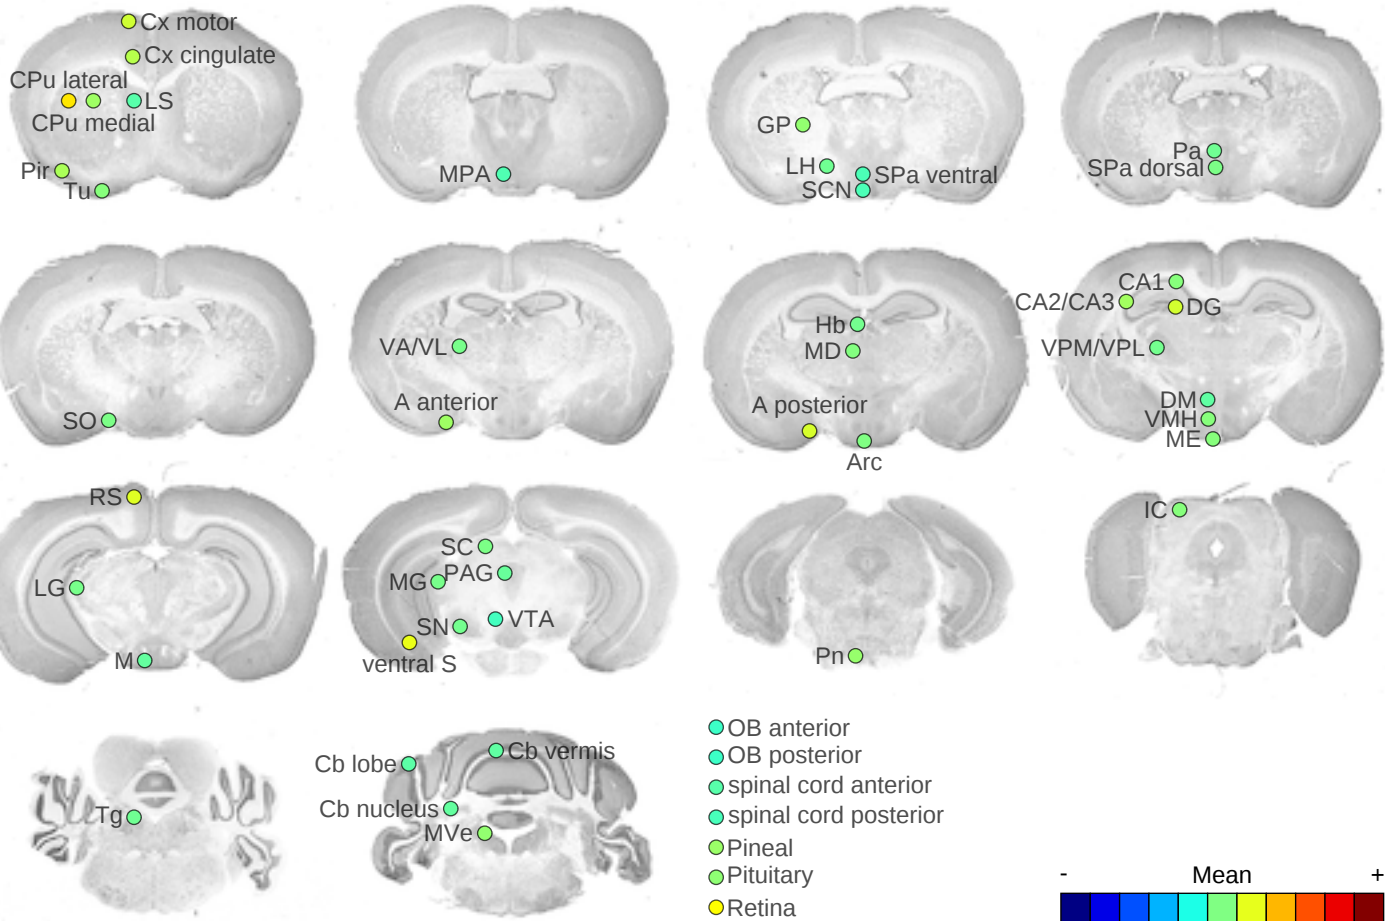 Cx motor
Cx cingulate
CPu lateral
LS
CPu medial
Pir
Tu
MPA
GP
LH
SPa ventral
SCN
Pa
SPa dorsal
SO
VA/VL
A anterior
Hb
MD
A posterior
Arc
CA1
CA2/CA3
DG
VPM/VPL
DM
VMH
ME
RS
LG
M
SC
PAG
MG
VTA
SN
ventral S
Pn
IC
Tg
Cb vermis
Cb lobe
Cb nucleus
MVe
OB anterior
OB posterior
spinal cord anterior
spinal cord posterior
Pineal
Pituitary
Retina
- Mean +